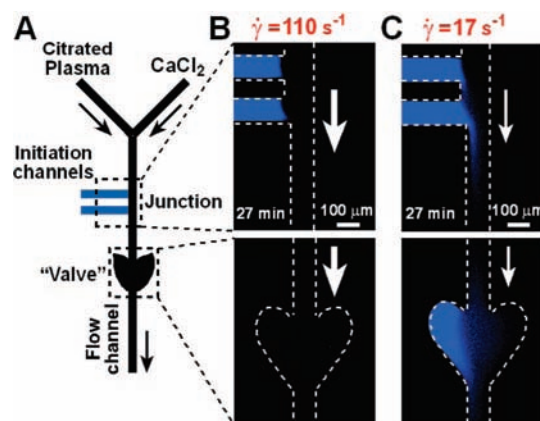 A
Citrated
Plasma
CaCl₂
Initiation
channels
Junction
"Valve"
Flow
channel
B
γ̇ = 110 s⁻¹
27 min
100 μm
C
γ̇ = 17 s⁻¹
27 min
100 μm